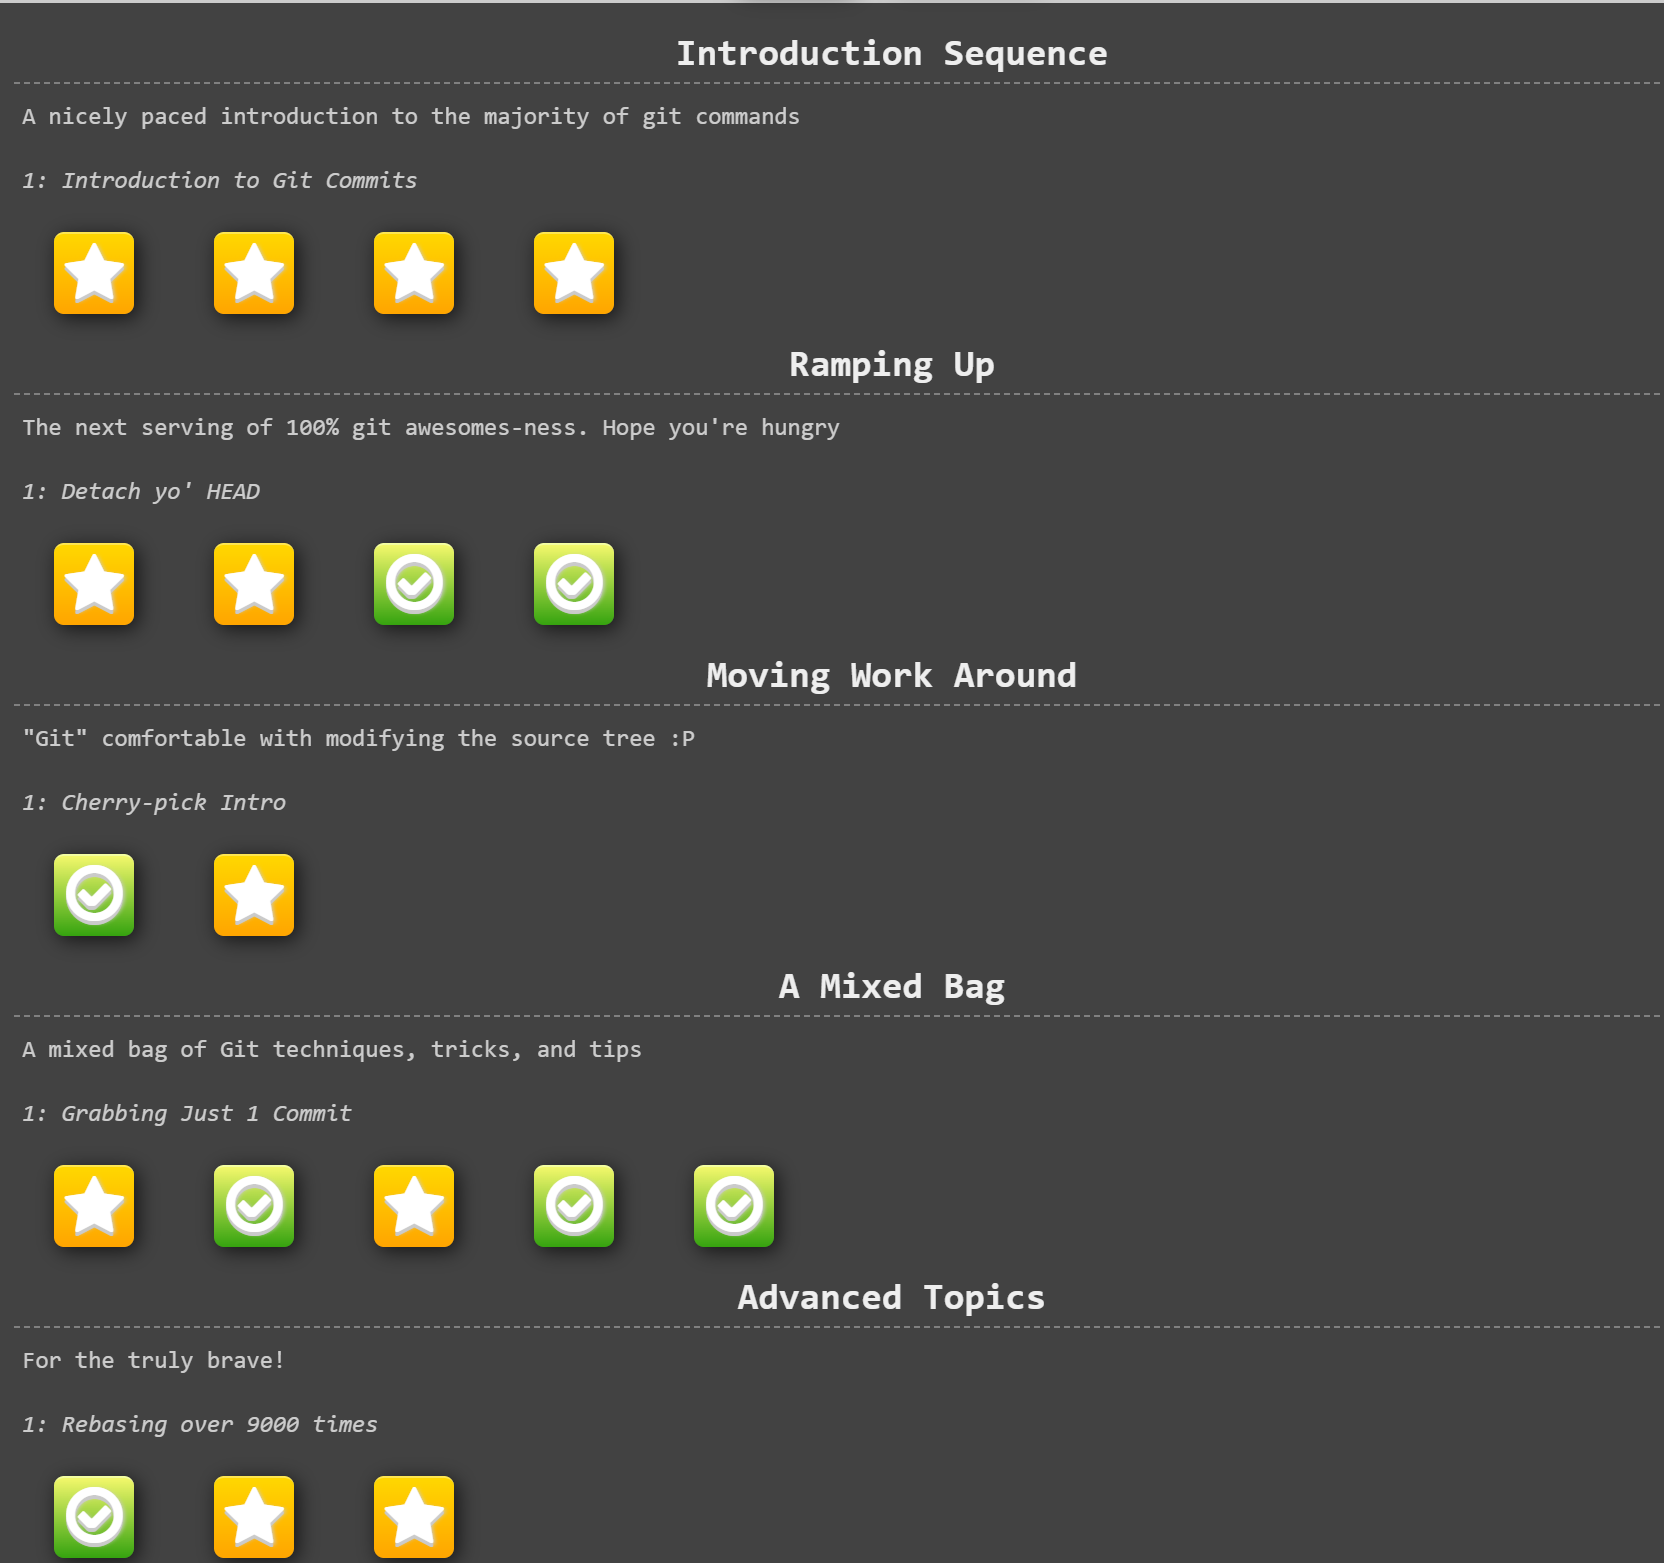 Introduction Sequence
A nicely paced introduction to the majority of git commands
1: Introduction to Git Commits
Ramping Up
The next serving of 100% git awesomes-ness. Hope you're hungry
1: Detach yo' HEAD
Moving Work Around
"Git" comfortable with modifying the source tree :P
1: Cherry-pick Intro
A Mixed Bag
A mixed bag of Git techniques, tricks, and tips
1: Grabbing Just 1 Commit
Advanced Topics
For the truly brave!
1: Rebasing over 9000 times